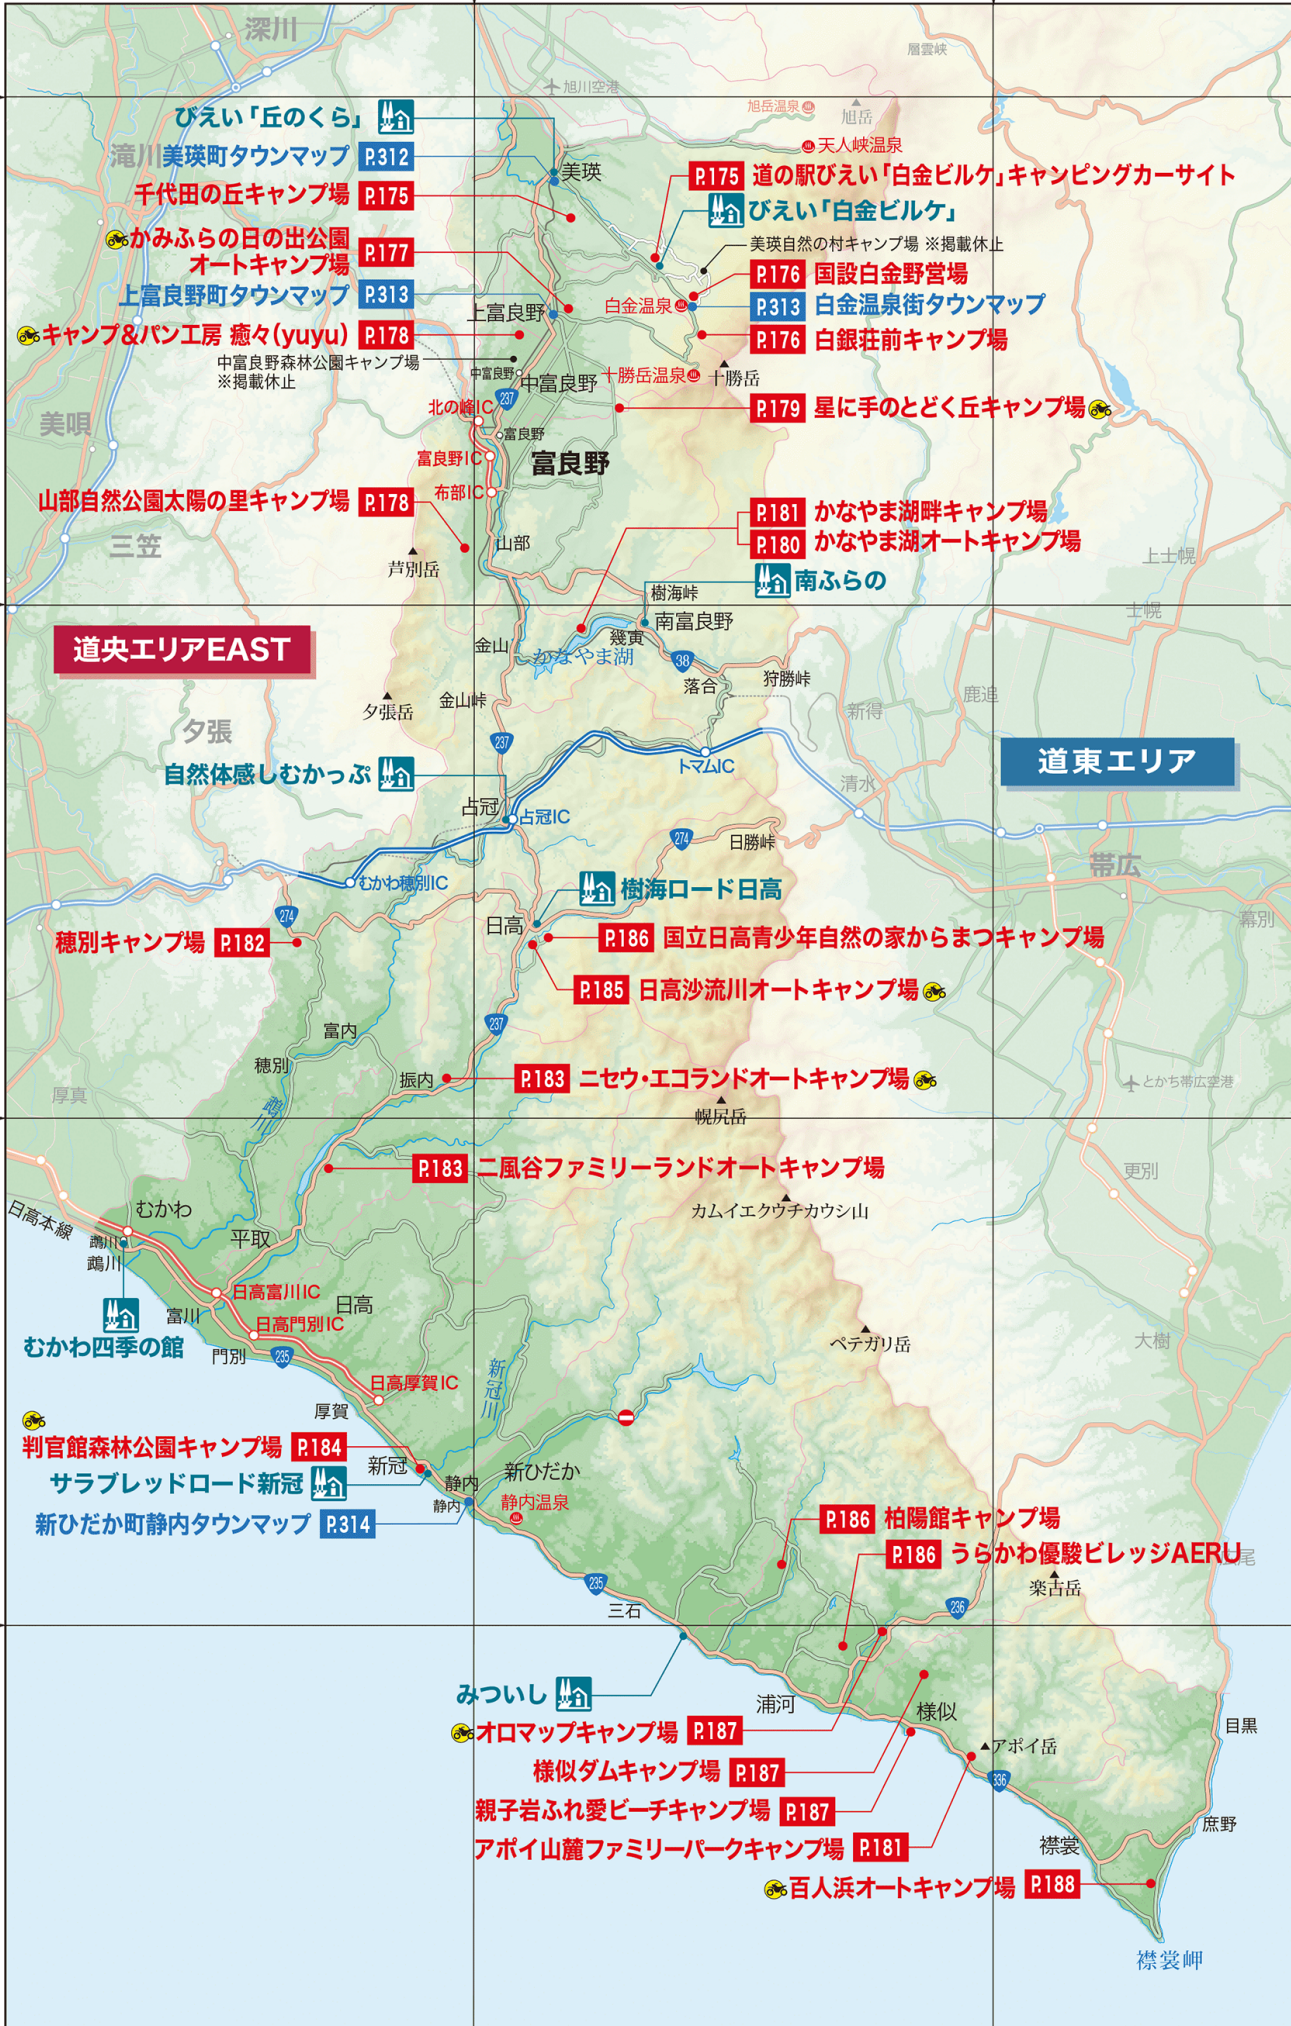 深川
層雲峡
旭川空港
旭岳温泉
旭岳
びえい「丘のくら」
天人峡温泉
滝川
美瑛町タウンマップ P.312
美瑛
P.175 道の駅びえい「白金ビルケ」キャンピングカーサイト
千代田の丘キャンプ場 P.175
びえい「白金ビルケ」
かみふらの日の出公園
オートキャンプ場 P.177
美瑛自然の村キャンプ場 ※掲載休止
P.176 国設白金野営場
上富良野町タウンマップ P.313
上富良野
白金温泉
P.313 白金温泉街タウンマップ
キャンプ&パン工房 癒々(yuyu) P.178
P.176 白銀荘前キャンプ場
中富良野森林公園キャンプ場
※掲載休止
中富良野
中富良野
十勝岳温泉
十勝岳
237
北の峰IC
P.179 星に手のとどく丘キャンプ場
美唄
富良野
富良野IC
富良野
布部IC
山部自然公園太陽の里キャンプ場 P.178
P.181 かなやま湖畔キャンプ場
P.180 かなやま湖オートキャンプ場
三笠
山部
芦別岳
上士幌
南ふらの
樹海峠
士幌
南富良野
幾寅
道央エリアEAST
金山
かなやま湖
38
落合
狩勝峠
鹿追
夕張岳
金山峠
新得
夕張
237
道東エリア
トマムIC
自然体感しむかっぷ
清水
占冠
占冠IC
274
日勝峠
帯広
むかわ穂別IC
樹海ロード日高
274
幕別
日高
穂別キャンプ場 P.182
P.186 国立日高青少年自然の家からまつキャンプ場
P.185 日高沙流川オートキャンプ場
237
富内
穂別
振内
P.183 ニセウ・エコランドオートキャンプ場
とかち帯広空港
厚真
鵡川
幌尻岳
P.183 二風谷ファミリーランドオートキャンプ場
更別
むかわ
カムイエクウチカウシ山
日高本線
鵡川
平取
鵡川
日高富川IC
富川
日高
日高門別IC
むかわ四季の館
門別
235
ペテガリ岳
大樹
新冠川
日高厚賀IC
厚賀
判官館森林公園キャンプ場 P.184
新冠
新ひだか
サラブレッドロード新冠
静内
静内
静内温泉
新ひだか町静内タウンマップ P.314
P.186 柏陽館キャンプ場
P.186 うらかわ優駿ビレッジAERU
235
楽古岳
三石
236
みついし
浦河
様似
オロマップキャンプ場 P.187
目黒
アポイ岳
様似ダムキャンプ場 P.187
336
親子岩ふれ愛ビーチキャンプ場 P.187
庶野
アポイ山麓ファミリーパークキャンプ場 P.181
襟裳
百人浜オートキャンプ場 P.188
襟裳岬